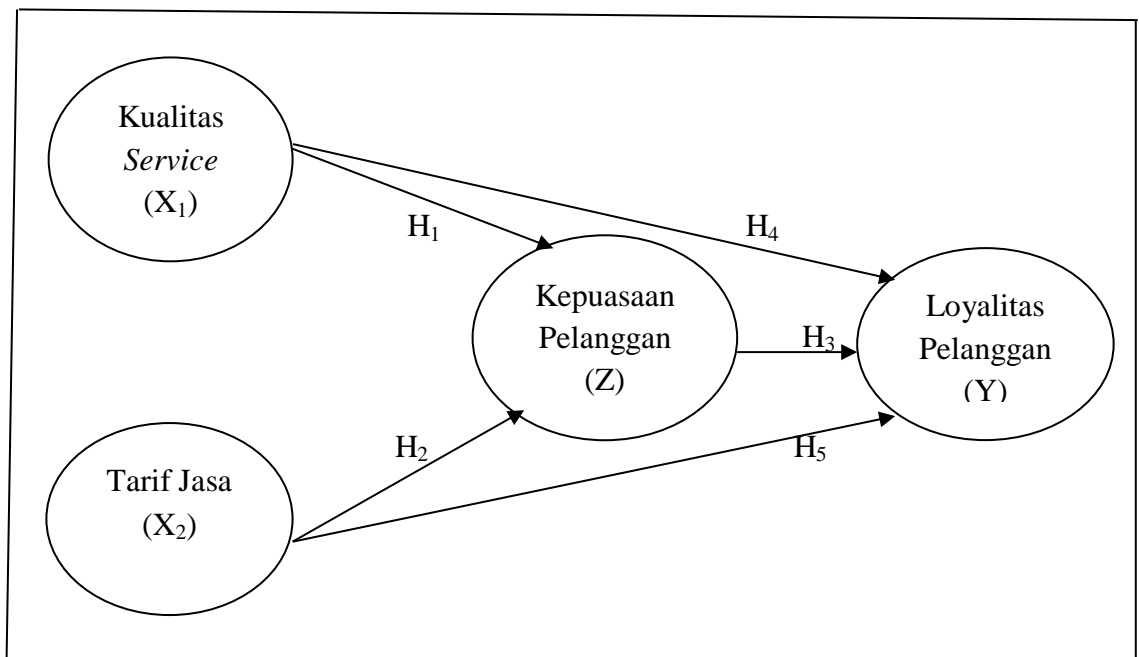 Kualitas
Service
(X₁)
H₁
H₄
Kepuasaan
Pelanggan
(Z)
H₃
Loyalitas
Pelanggan
(Y)
H₂
H₅
Tarif Jasa
(X₂)